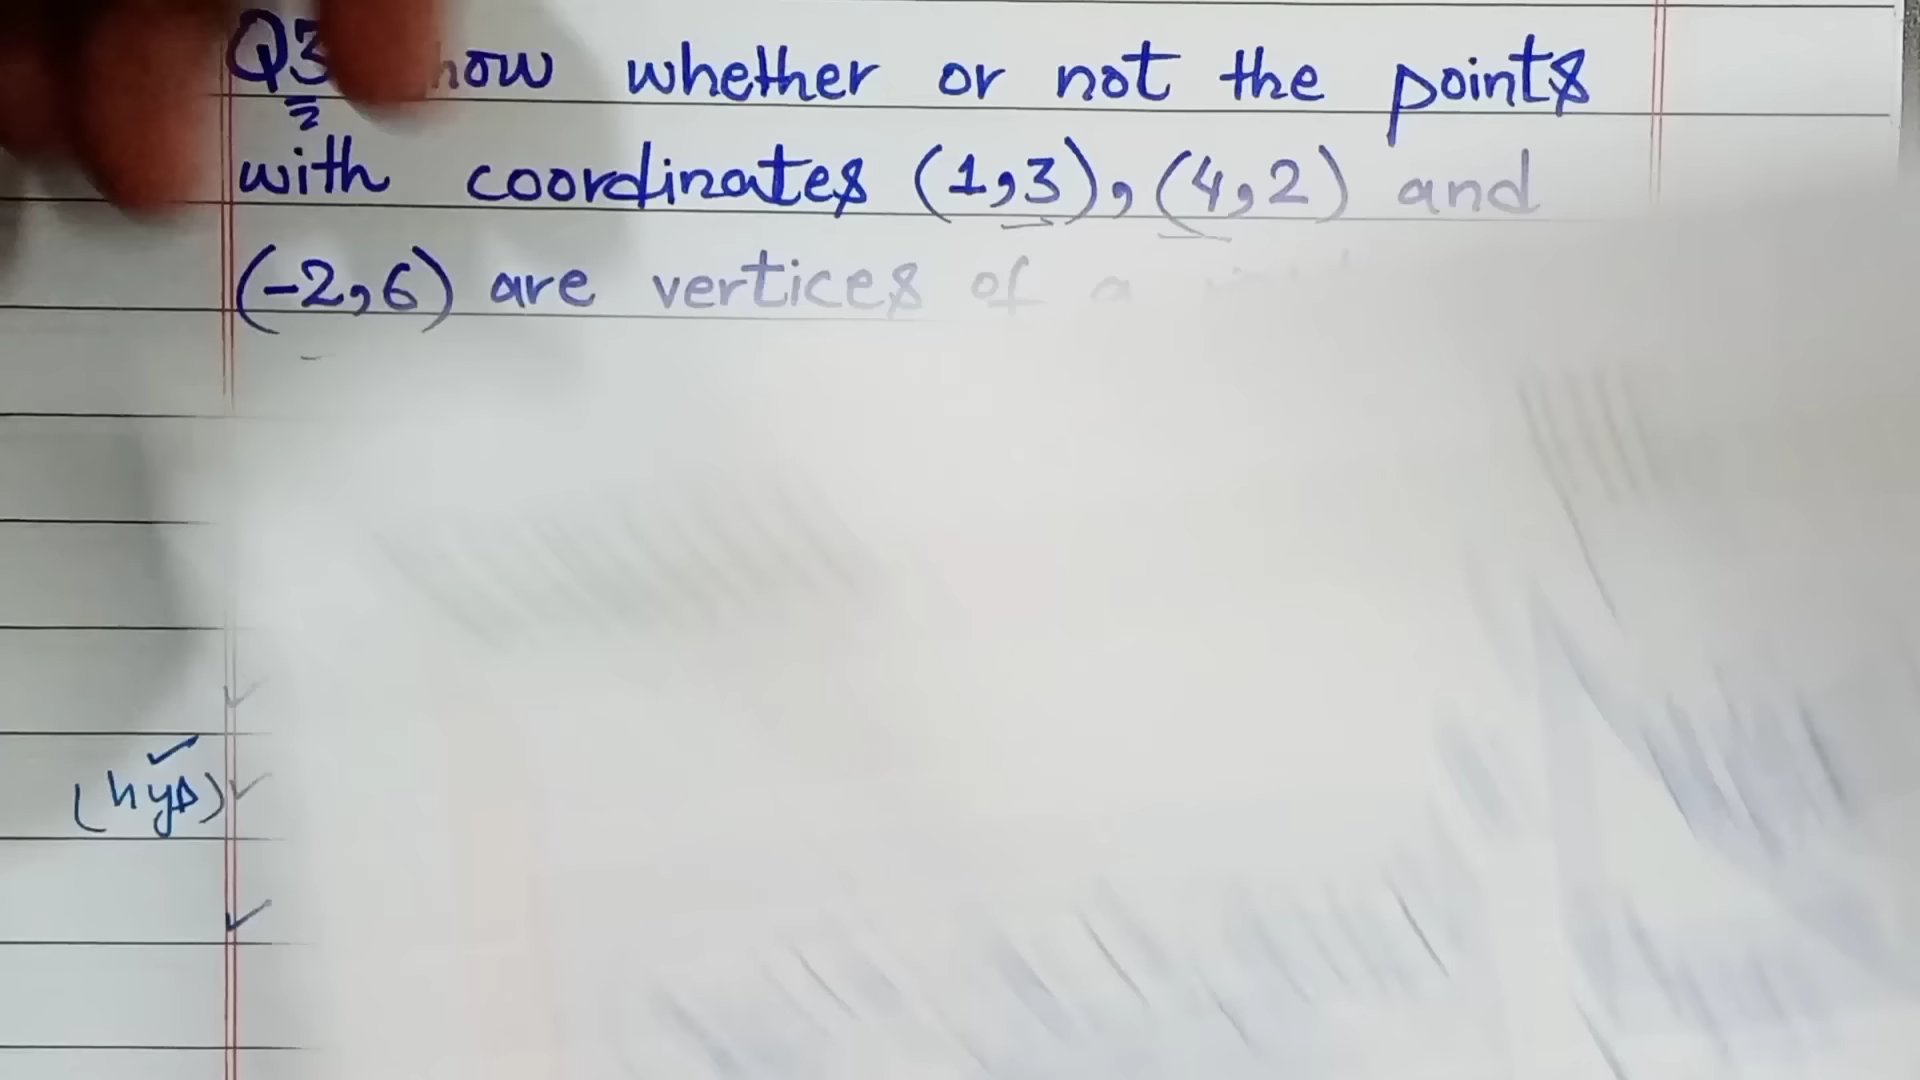 Q3 how whether or not the points
with coordinates (1,3), (4,2) and
(-2,6) are vertices of a
(hys)